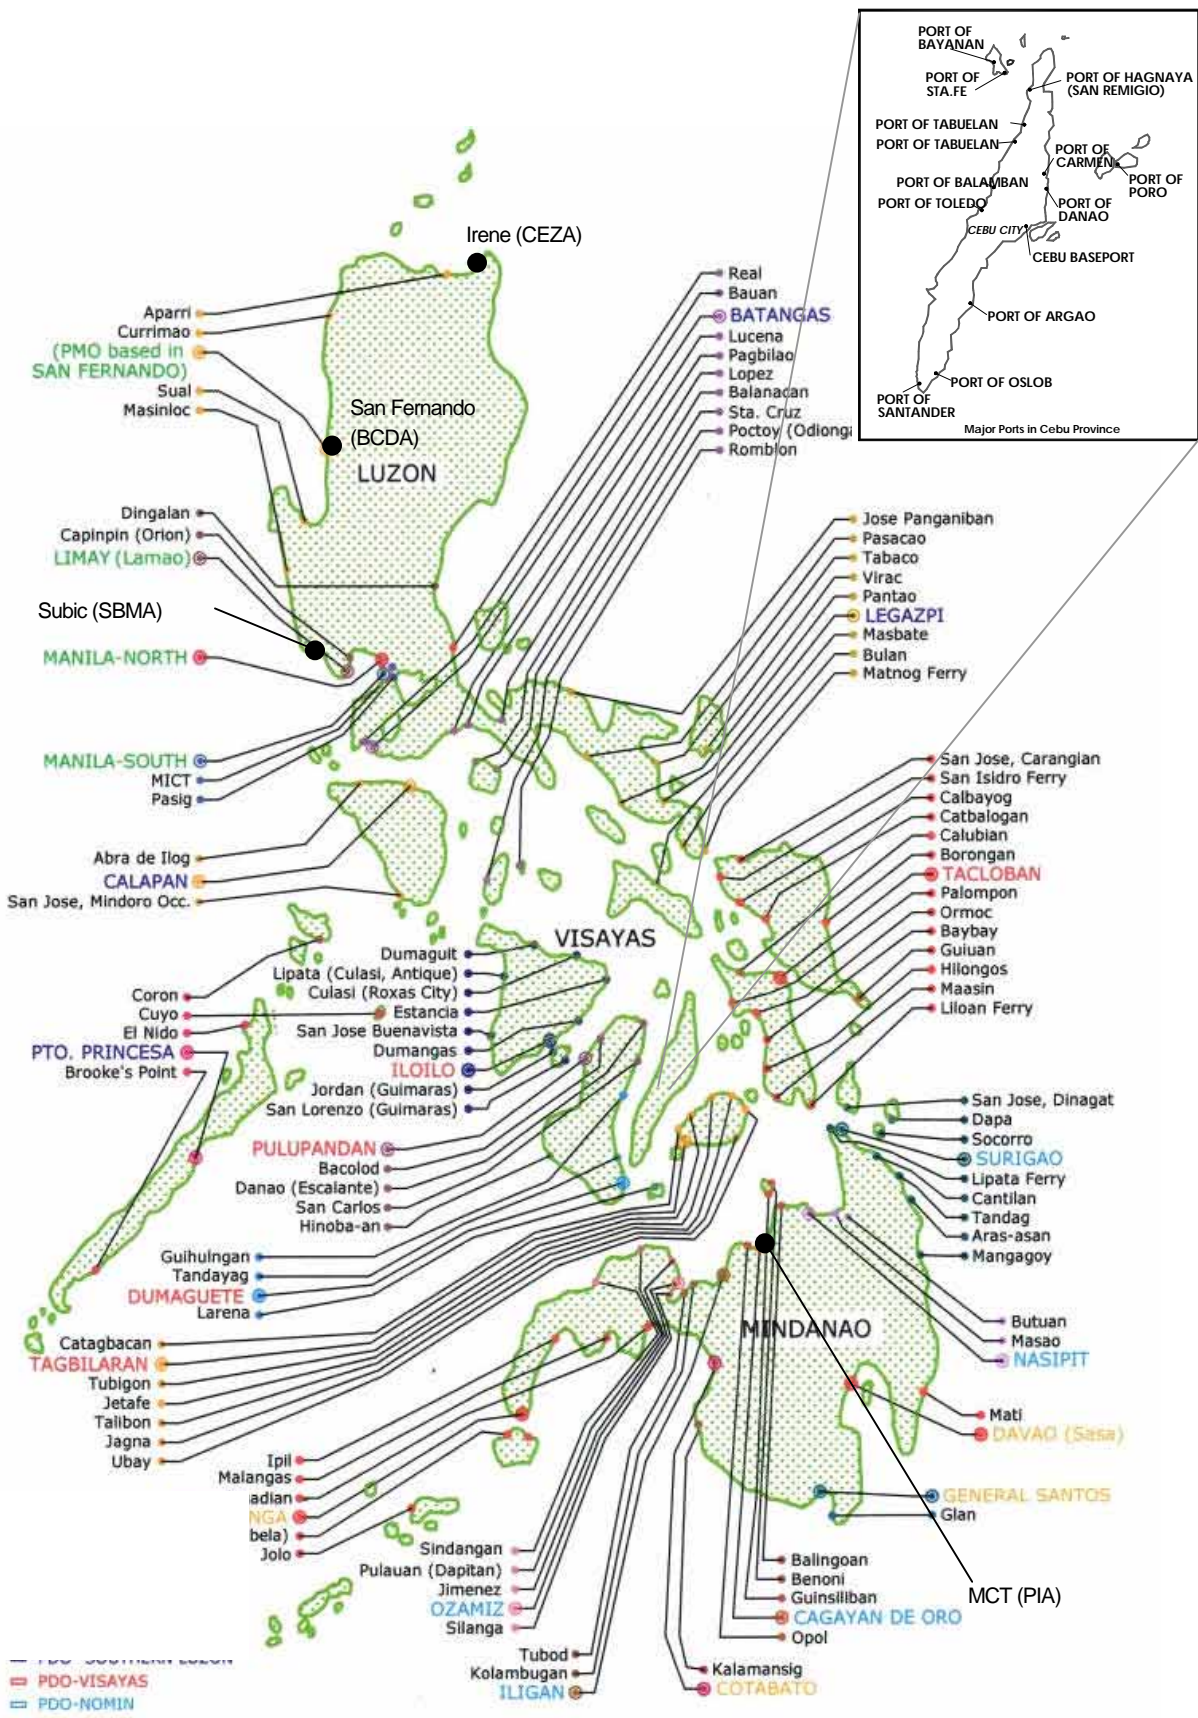 PORT OF
BAYANAN
PORT OF
STA.FE
PORT OF HAGNAYA
(SAN REMIGIO)
PORT OF TABUELAN
PORT OF TABUELAN
PORT OF
CARMEN
PORT OF
PORO
PORT OF BALAMBAN
PORT OF TOLEDO
PORT OF
DANAO
CEBU CITY
CEBU BASEPORT
PORT OF ARGAO
PORT OF OSLOB
PORT OF
SANTANDER
Major Ports in Cebu Province
Irene (CEZA)
Aparri
Currimao
(PMO based in
SAN FERNANDO)
Sual
Masinloc
San Fernando
(BCDA)
LUZON
Real
Bauan
BATANGAS
Lucena
Pagbilao
Lopez
Balanacan
Sta. Cruz
Poctoy (Odionga
Romblon
Dingalan
Capinpin (Orion)
LIMAY (Lamao)
Subic (SBMA)
MANILA-NORTH
MANILA-SOUTH
MICT
Pasig
Jose Panganiban
Pasacao
Tabaco
Virac
Pantao
LEGAZPI
Masbate
Bulan
Matnog Ferry
Abra de Ilog
CALAPAN
San Jose, Mindoro Occ.
San Jose, Carangian
San Isidro Ferry
Calbayog
Catbalogan
Calubian
Borongan
TACLOBAN
Palompon
Ormoc
Baybay
Guiuan
Hilongos
Maasin
Liloan Ferry
VISAYAS
Dumaguit
Lipata (Culasi, Antique)
Culasi (Roxas City)
Estancia
San Jose Buenavista
Dumangas
ILOILO
Jordan (Guimaras)
San Lorenzo (Guimaras)
Coron
Cuyo
El Nido
PTO. PRINCESA
Brooke's Point
PULUPANDAN
Bacolod
Danao (Escalante)
San Carlos
Hinoba-an
San Jose, Dinagat
Dapa
Socorro
SURIGAO
Lipata Ferry
Cantilan
Tandag
Aras-asan
Mangagoy
Guihulngan
Tandayag
DUMAGUETE
Larena
Catagbacan
TAGBILARAN
Tubigon
Jetafe
Talibon
Jagna
Ubay
MINDANAO
Butuan
Masao
NASIPIT
Mati
DAVAO (Sasa)
GENERAL SANTOS
Glan
Ipil
Malangas
adian
NGA
bela)
Jolo
Sindangan
Pulauan (Dapitan)
Jimenez
OZAMIZ
Silanga
Tubod
Kolambugan
ILIGAN
Balingoan
Benoni
Guinsiliban
CAGAYAN DE ORO
Opol
MCT (PIA)
Kalamansig
COTABATO
PDO- SOUTHERN LUZON
PDO-VISAYAS
PDO-NOMIN